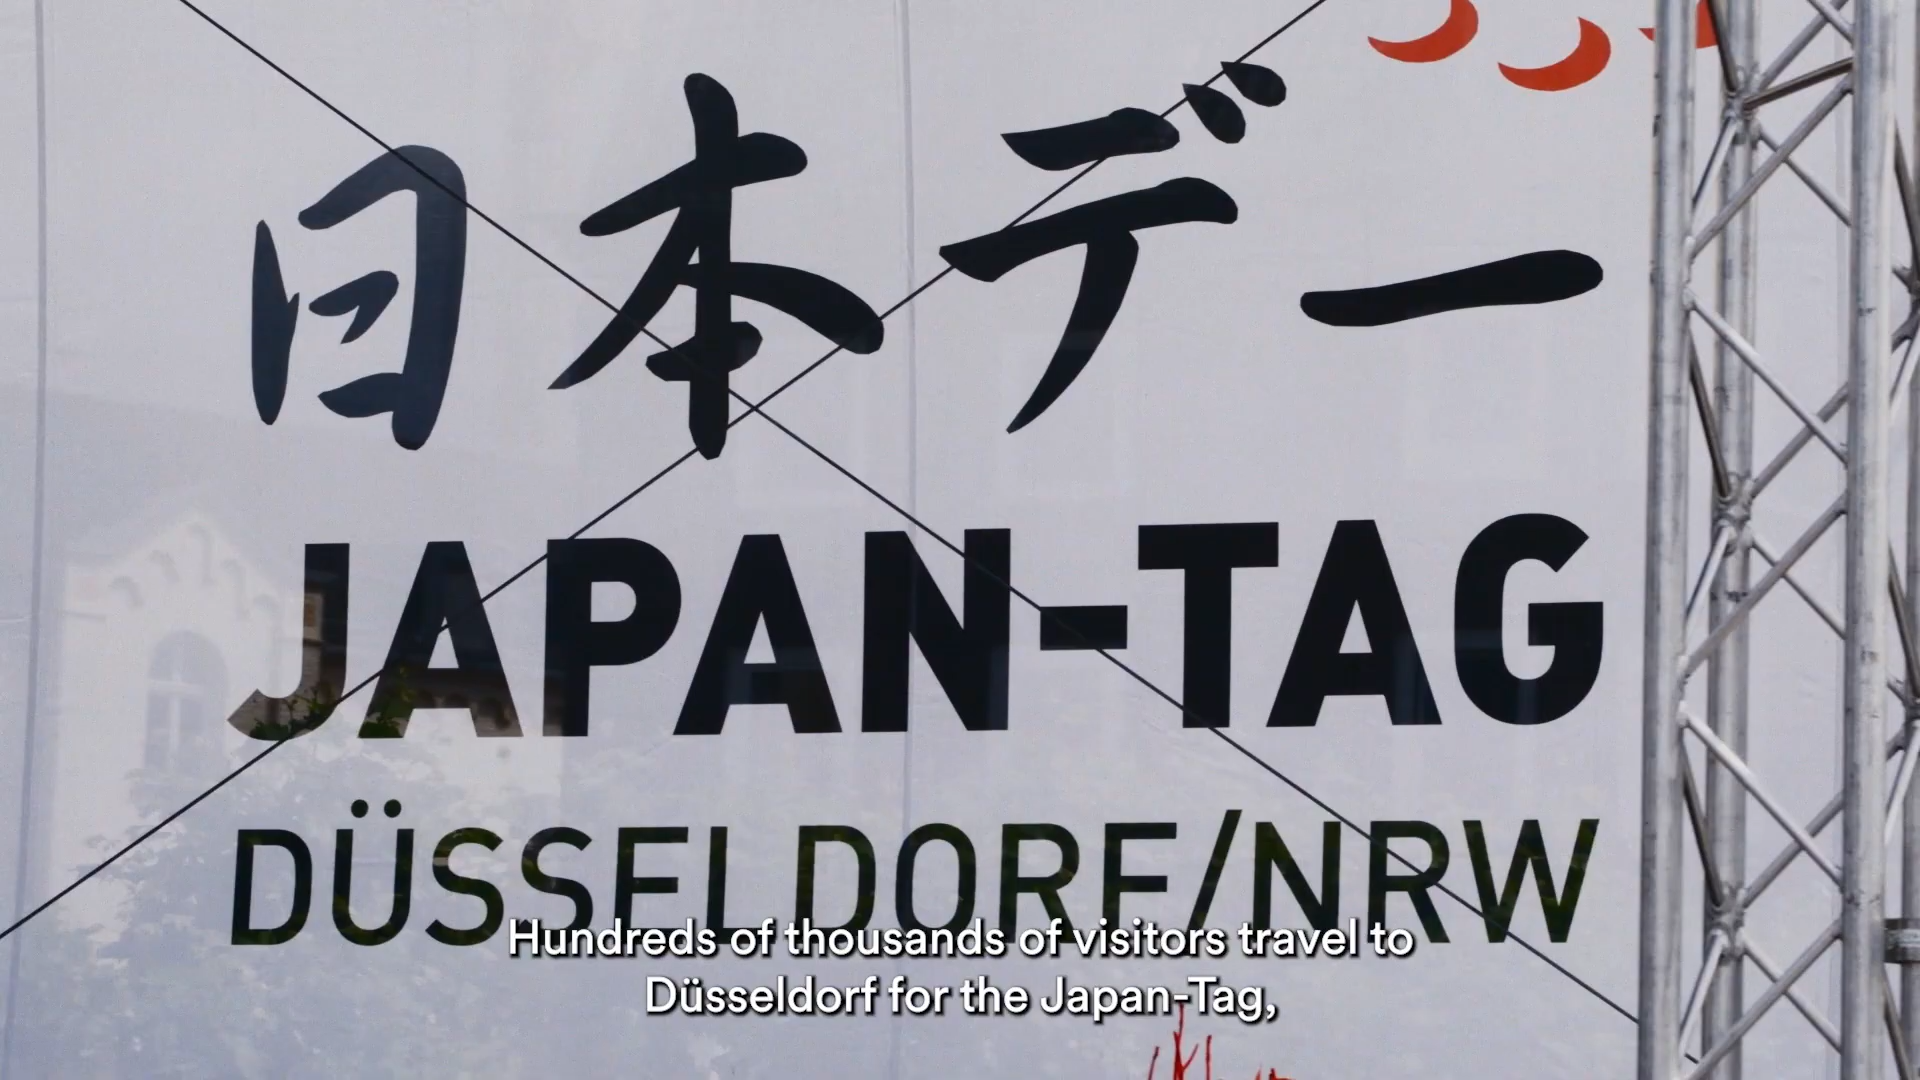 日本デー
JAPAN-TAG
DÜSSELDORF/NRW
Hundreds of thousands of visitors travel to
Düsseldorf for the Japan-Tag,